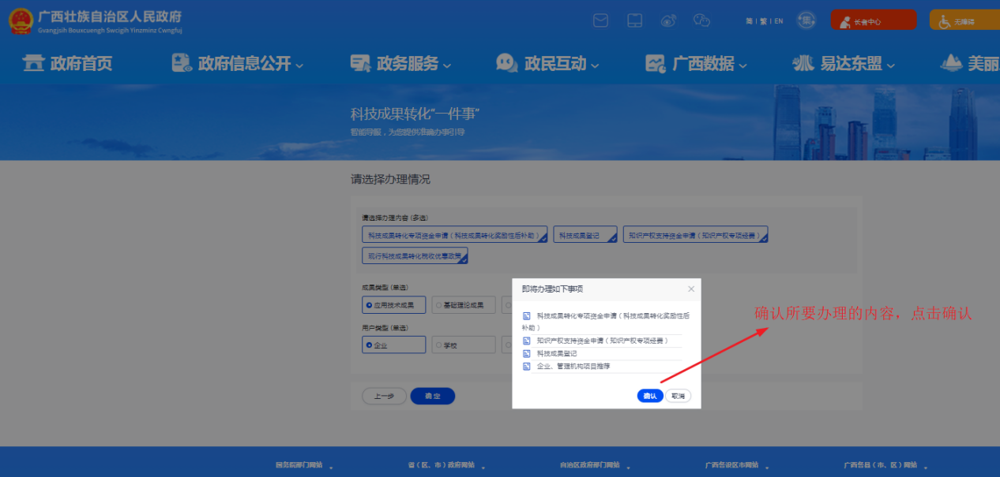 广西壮族自治区人民政府
Gvangjsih Bouxcuengh Swcigih Yinzminz Cwngfuj
简 | 繁 | EN
长者中心
无障碍
政府首页
政府信息公开
政务服务
政民互动
广西数据
易达东盟
美丽
科技成果转化“一件事”
智能导服，为您提供准确办事引导
请选择办理情况
请选择办理内容 (多选)
科技成果转化专项资金申请（科技成果转化奖励性后补助）
科技成果登记
知识产权支持资金申请（知识产权专项经费）
现行科技成果转化税收优惠政策
成果类型 (单选)
应用技术成果
基础理论成果
用户类型 (单选)
企业
学校
即将办理如下事项
科技成果转化专项资金申请（科技成果转化奖励性后
补助）
知识产权支持资金申请（知识产权专项经费）
科技成果登记
企业、管理机构项目推荐
确认
取消
确认所要办理的内容，点击确认
上一步
确 定
国务院部门网站
省（区、市）政府网站
自治区政府部门网站
广西各设区市网站
广西各县（市、区）网站